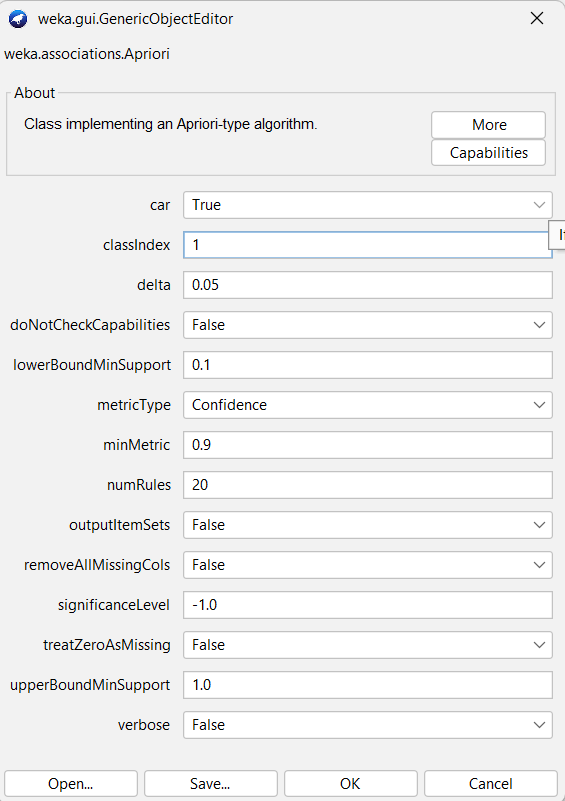 weka.gui.GenericObjectEditor
weka.associations.Apriori
About
Class implementing an Apriori-type algorithm.
More
Capabilities
car True
classIndex 1
delta 0.05
doNotCheckCapabilities False
lowerBoundMinSupport 0.1
metricType Confidence
minMetric 0.9
numRules 20
outputItemSets False
removeAllMissingCols False
significanceLevel -1.0
treatZeroAsMissing False
upperBoundMinSupport 1.0
verbose False
Open... Save... OK Cancel